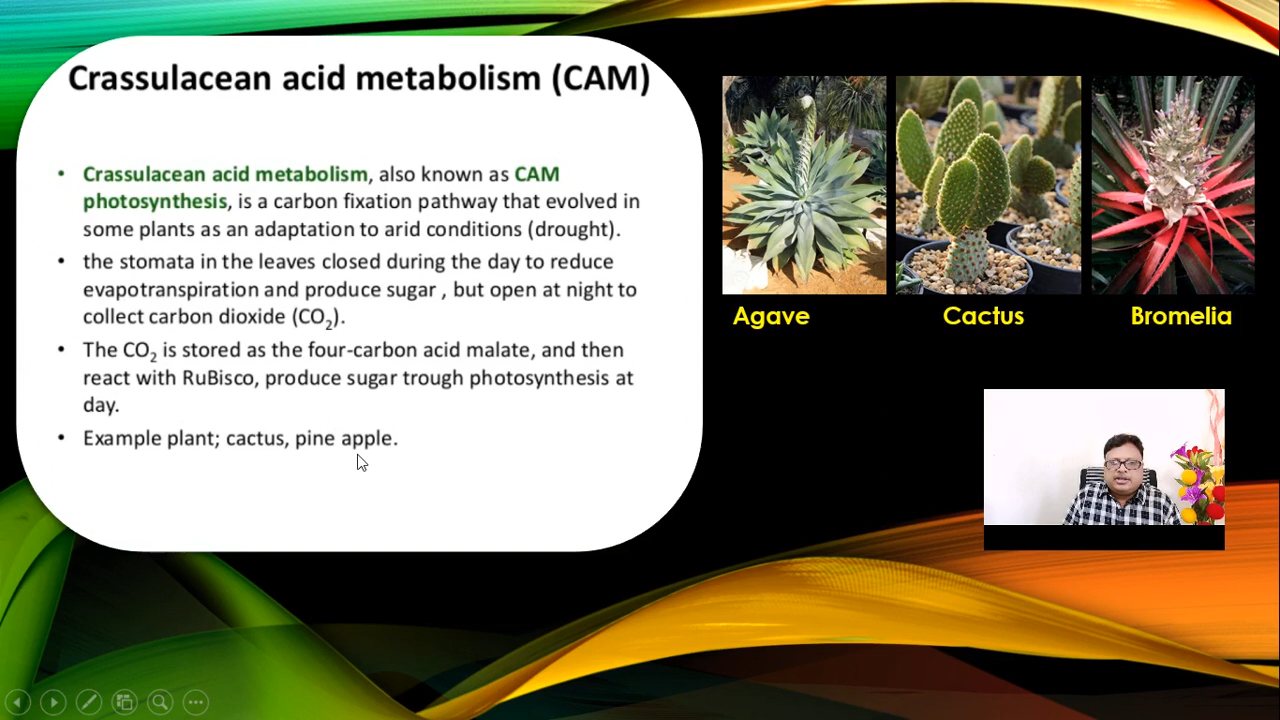 Crassulacean acid metabolism (CAM)
• Crassulacean acid metabolism, also known as CAM
photosynthesis, is a carbon fixation pathway that evolved in
some plants as an adaptation to arid conditions (drought).
• the stomata in the leaves closed during the day to reduce
evapotranspiration and produce sugar , but open at night to
collect carbon dioxide (CO₂).
• The CO₂ is stored as the four-carbon acid malate, and then
react with RuBisco, produce sugar trough photosynthesis at
day.
• Example plant; cactus, pine apple.
Agave
Cactus
Bromelia